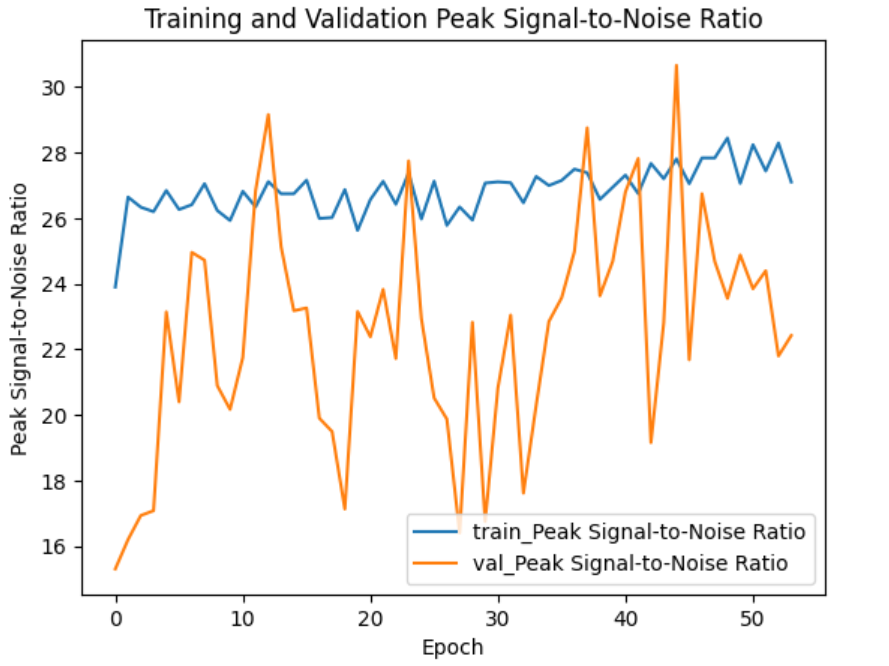 Training and Validation Peak Signal-to-Noise Ratio
Peak Signal-to-Noise Ratio
30
28
26
24
22
20
18
16
train_Peak Signal-to-Noise Ratio
val_Peak Signal-to-Noise Ratio
0 10 20 30 40 50
Epoch